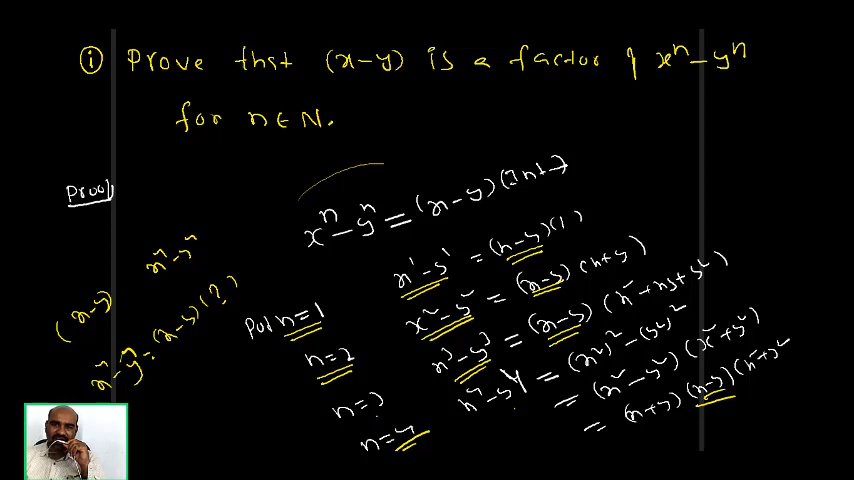 ① Prove that (x-y) is a factor of xⁿ-yⁿ
for n∈N.
Proof
xⁿ-yⁿ=(x-y)
xⁿ-yⁿ
(x-y)
xⁿ-yⁿ=(x-y)(?)
Put n=1 x¹-y¹ =(x-y)(1)
n=2 x²-y² =(x-y)(x+y)
n=3 x³-y³ =(x-y)(x²+xy+y²)
n=4 x⁴-y⁴ =(x²)²-(y²)²
=(x²-y²)(x²+y²)
=(x+y)(x-y)(x²+y²